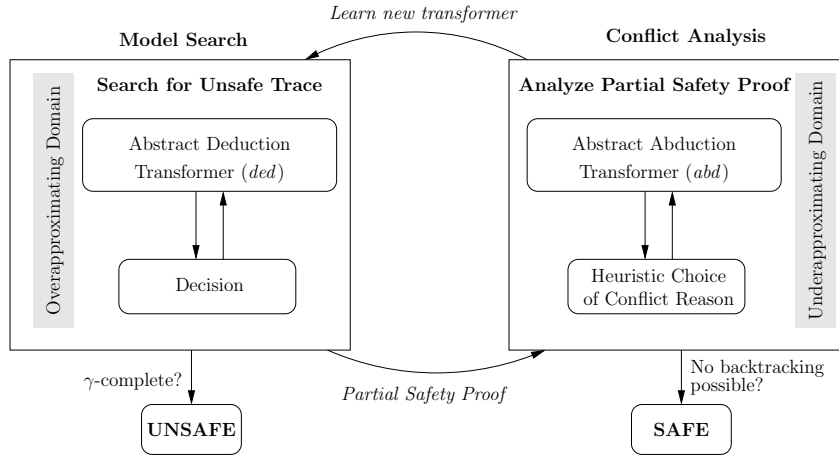 Learn new transformer
Model Search
Conflict Analysis
Search for Unsafe Trace
Overapproximating Domain
Abstract Deduction
Transformer (ded)
Decision
Analyze Partial Safety Proof
Abstract Abduction
Transformer (abd)
Heuristic Choice
of Conflict Reason
Underapproximating Domain
γ-complete?
Partial Safety Proof
No backtracking
possible?
UNSAFE
SAFE